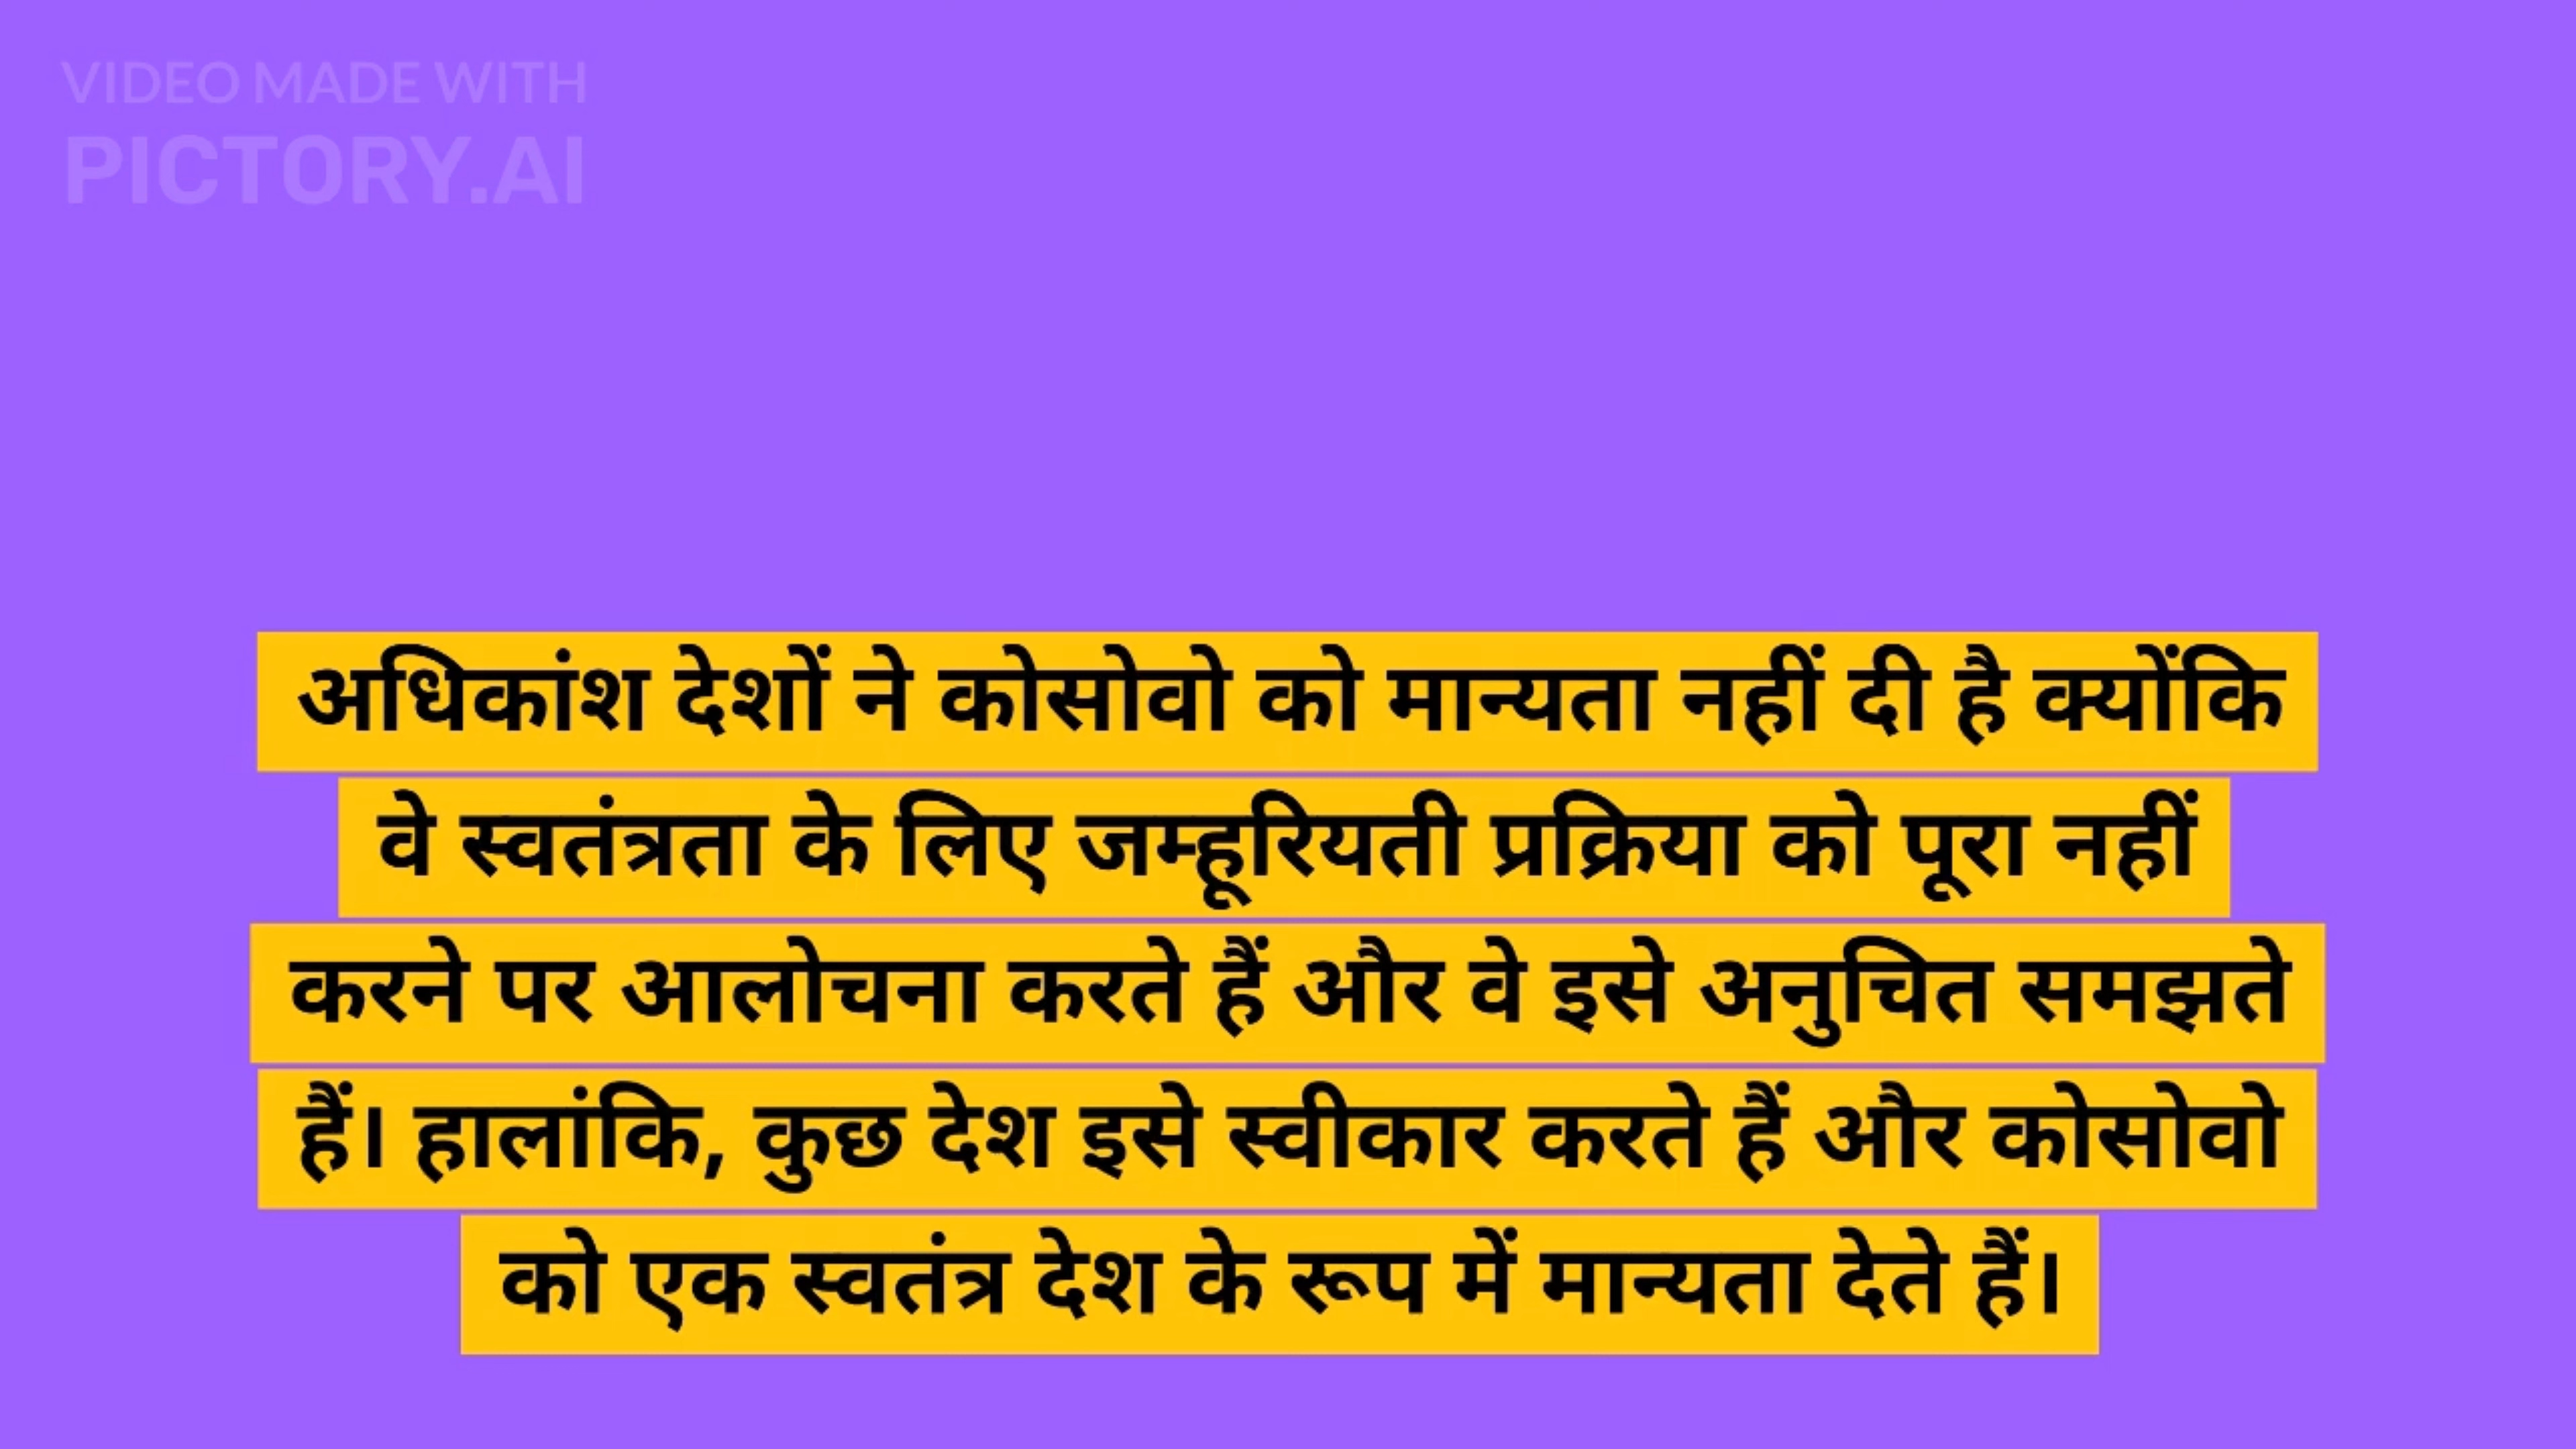 VIDEO MADE WITH
PICTORY.AI
अधिकांश देशों ने कोसोवो को मान्यता नहीं दी है क्योंकि
वे स्वतंत्रता के लिए जम्हूरियती प्रक्रिया को पूरा नहीं
करने पर आलोचना करते हैं और वे इसे अनुचित समझते
हैं। हालांकि, कुछ देश इसे स्वीकार करते हैं और कोसोवो
को एक स्वतंत्र देश के रूप में मान्यता देते हैं।